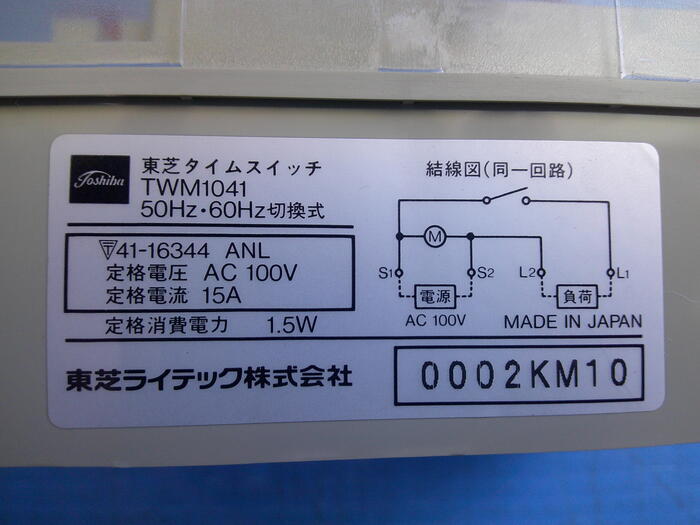 Toshiba
東芝タイムスイッチ
TWM1041
50Hz・60Hz切換式
41-16344 ANL
定格電圧 AC 100V
定格電流 15A
定格消費電力 1.5W
東芝ライテック株式会社
結線図(同一回路)
M
S1 S2 L2 L1
電源 負荷
AC 100V MADE IN JAPAN
0002KM10